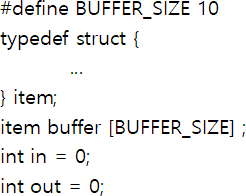 #define BUFFER_SIZE 10
typedef struct {
...
} item;
item buffer [BUFFER_SIZE] ;
int in = 0;
int out = 0;